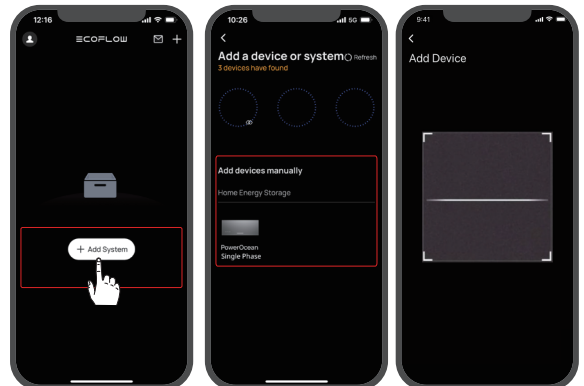 12:16
ECOFLOW
+ Add System
10:26
5G
Add a device or system
Refresh
3 devices have found
Add devices manually
Home Energy Storage
PowerOcean
Single Phase
9:41
Add Device